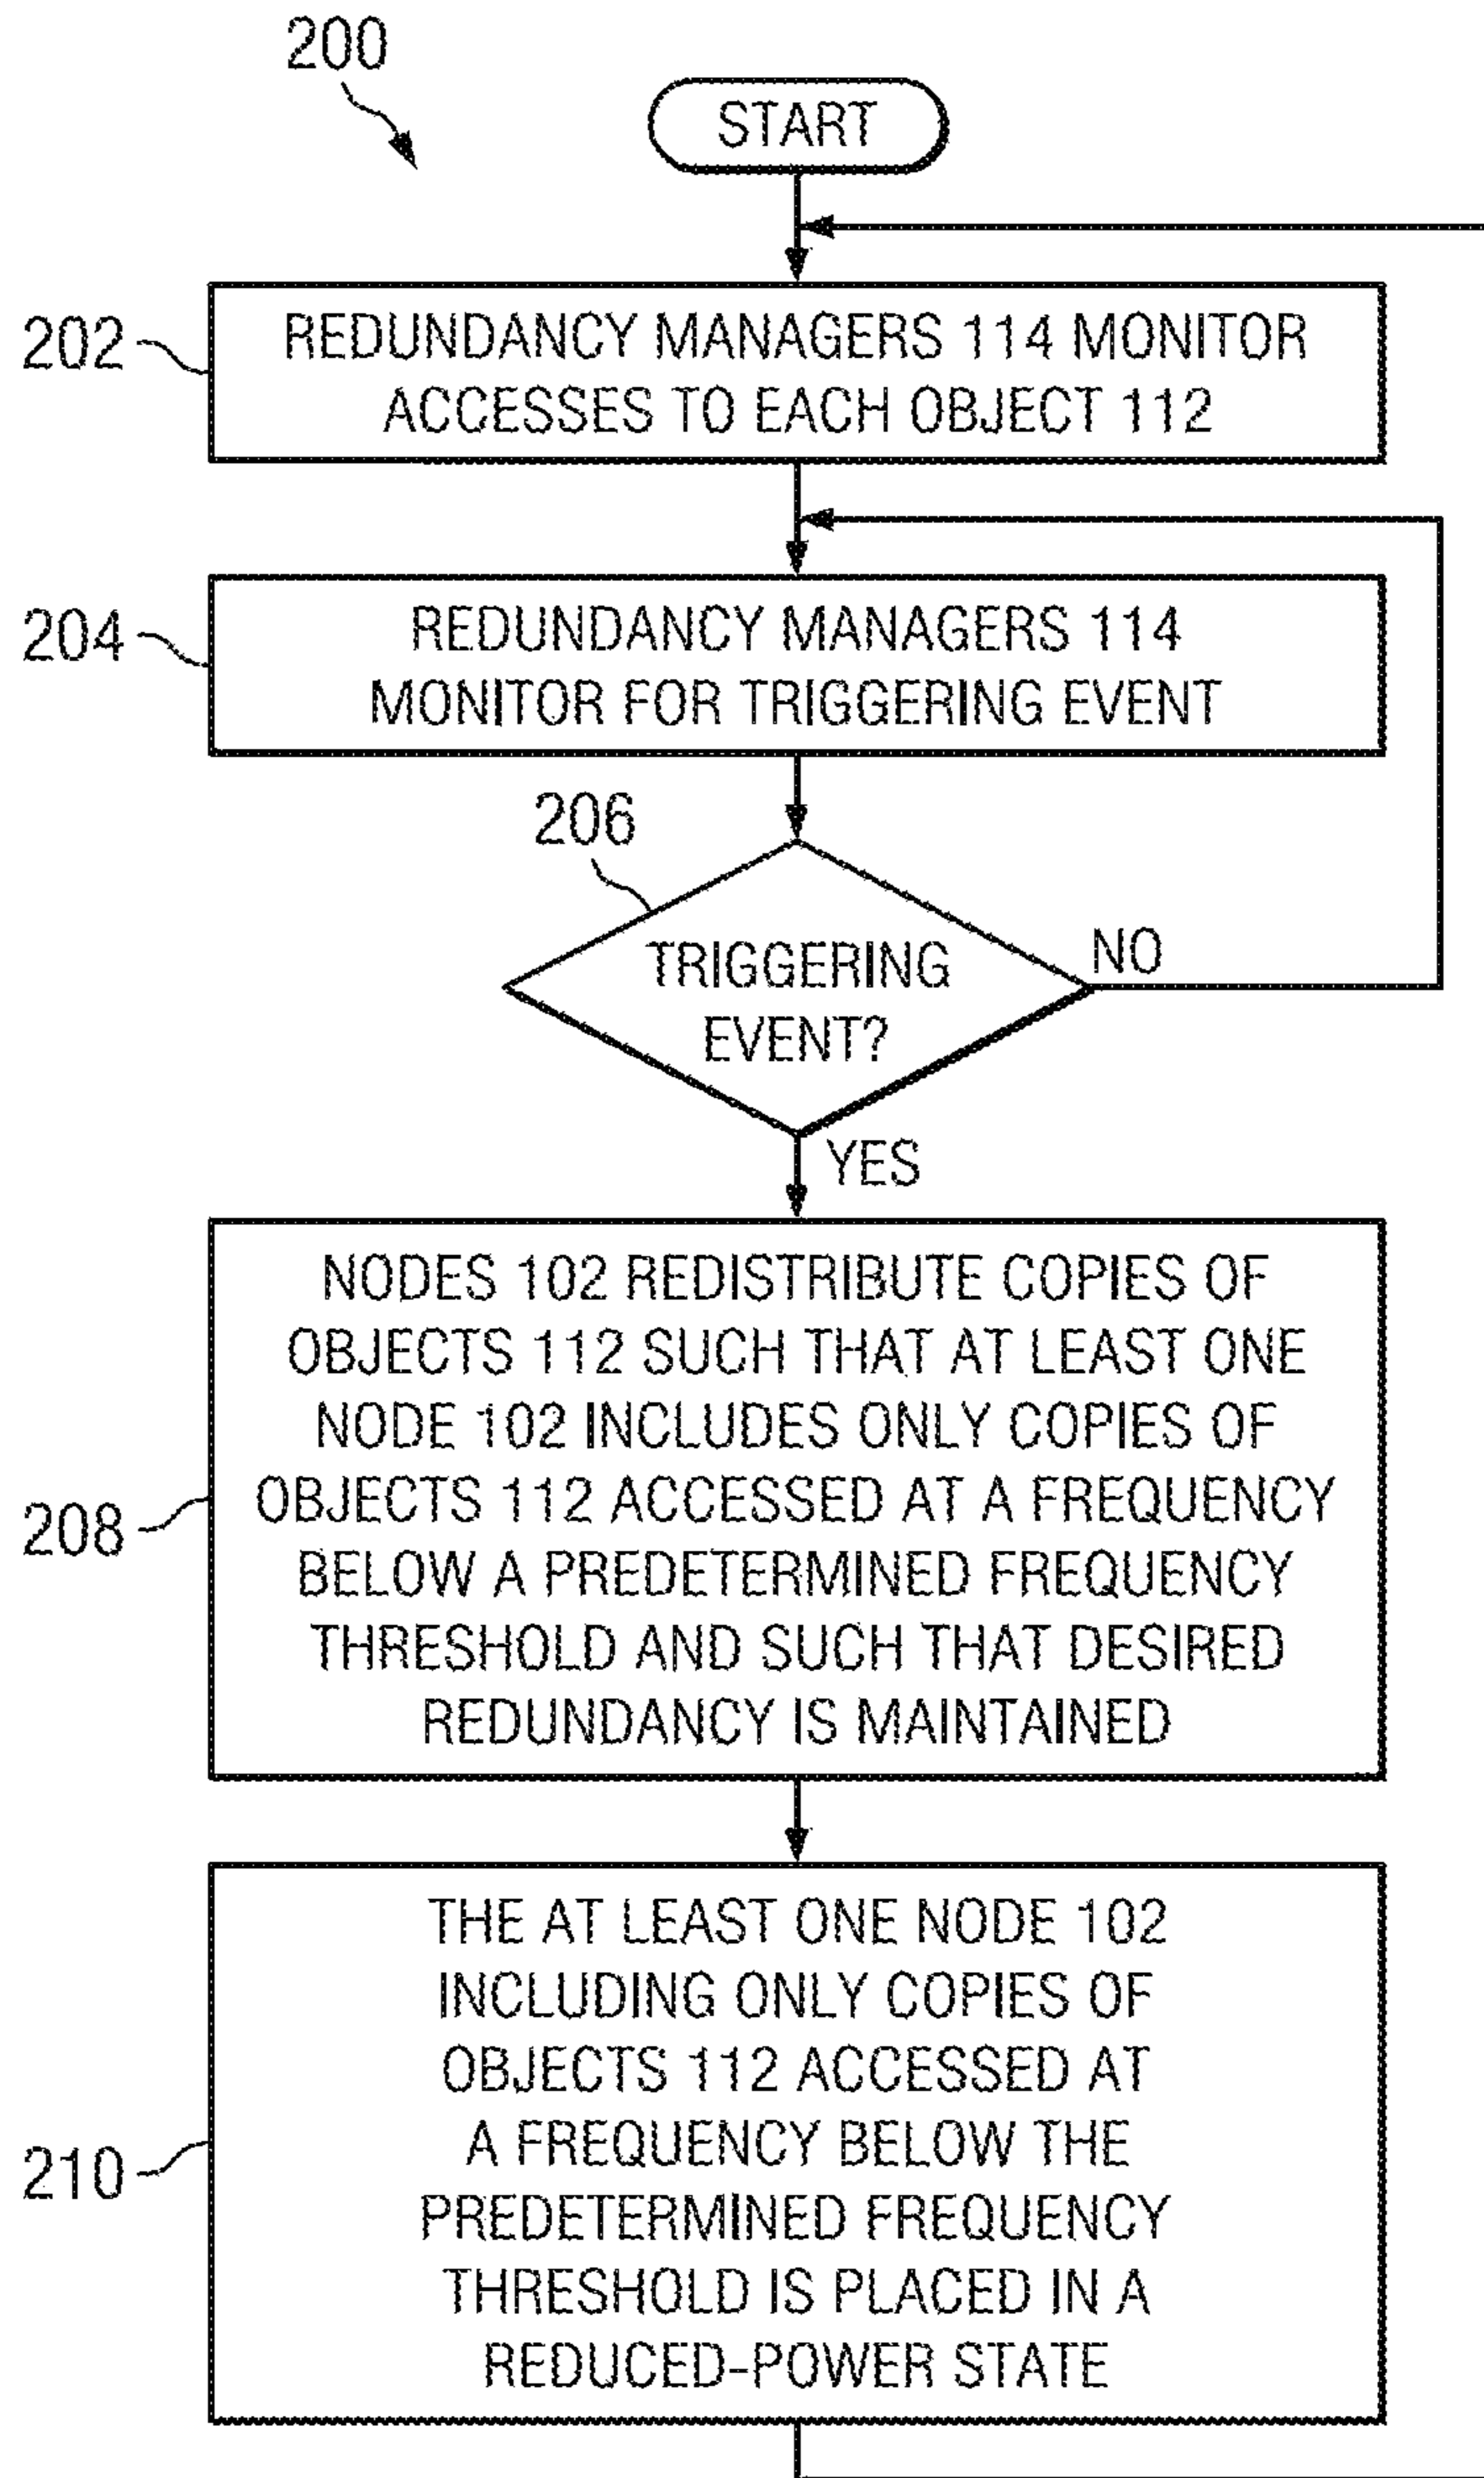 200
START
202
REDUNDANCY MANAGERS 114 MONITOR
ACCESSES TO EACH OBJECT 112
204
REDUNDANCY MANAGERS 114
MONITOR FOR TRIGGERING EVENT
206
TRIGGERING
EVENT?
NO
YES
208
NODES 102 REDISTRIBUTE COPIES OF
OBJECTS 112 SUCH THAT AT LEAST ONE
NODE 102 INCLUDES ONLY COPIES OF
OBJECTS 112 ACCESSED AT A FREQUENCY
BELOW A PREDETERMINED FREQUENCY
THRESHOLD AND SUCH THAT DESIRED
REDUNDANCY IS MAINTAINED
210
THE AT LEAST ONE NODE 102
INCLUDING ONLY COPIES OF
OBJECTS 112 ACCESSED AT
A FREQUENCY BELOW THE
PREDETERMINED FREQUENCY
THRESHOLD IS PLACED IN A
REDUCED-POWER STATE